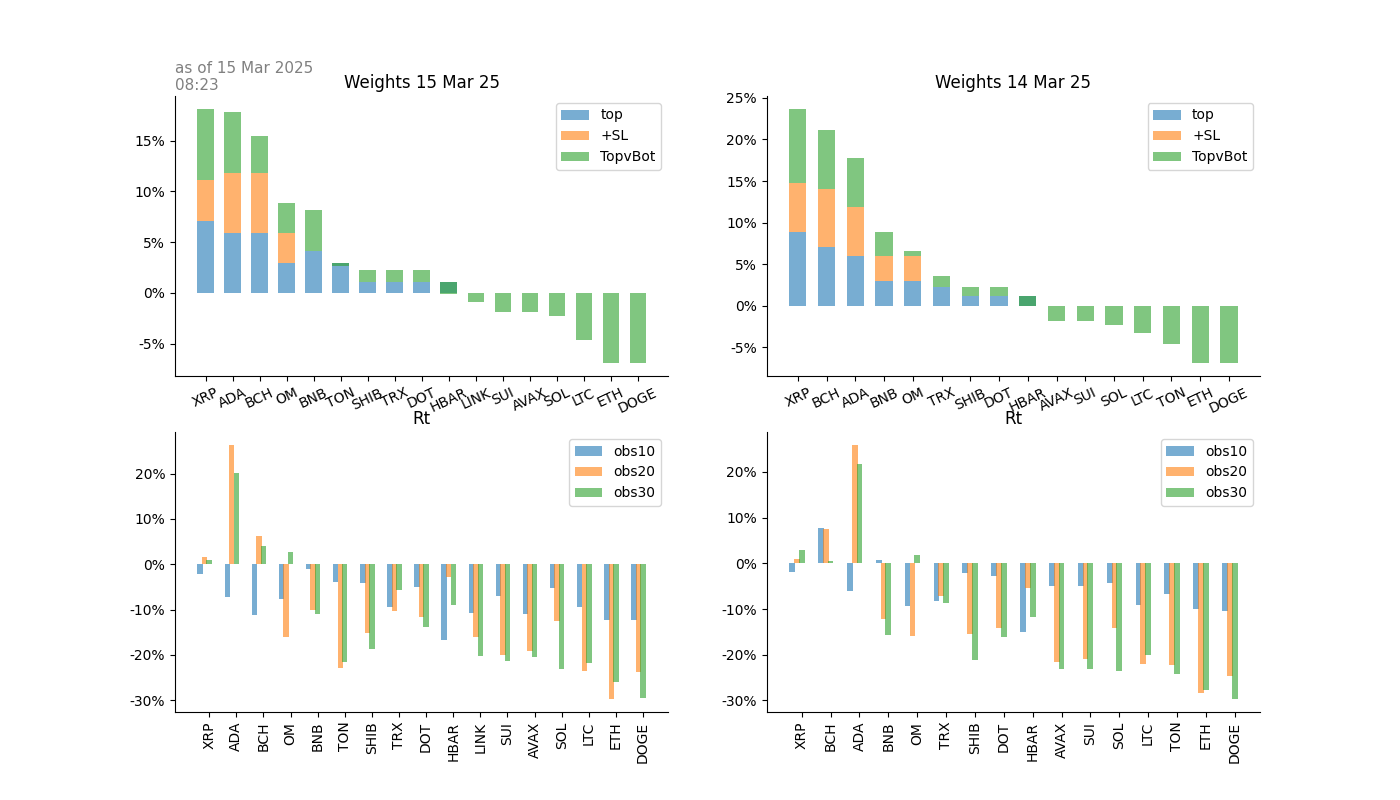 as of 15 Mar 2025
08:23
Weights 15 Mar 25
15%
10%
5%
0%
-5%
top
+SL
TopvBot
XRP ADA BCH OM BNB TON SHIB TRX DOT HBAR LINK SUI AVAX SOL LTC ETH DOGE
Weights 14 Mar 25
25%
20%
15%
10%
5%
0%
-5%
top
+SL
TopvBot
XRP BCH ADA BNB OM TRX SHIB DOT HBAR AVAX SUI SOL LTC TON ETH DOGE
Rt
20%
10%
0%
-10%
-20%
-30%
obs10
obs20
obs30
XRP ADA BCH OM BNB TON SHIB TRX DOT HBAR LINK SUI AVAX SOL LTC ETH DOGE
Rt
20%
10%
0%
-10%
-20%
-30%
obs10
obs20
obs30
XRP BCH ADA BNB OM TRX SHIB DOT HBAR AVAX SUI SOL LTC TON ETH DOGE